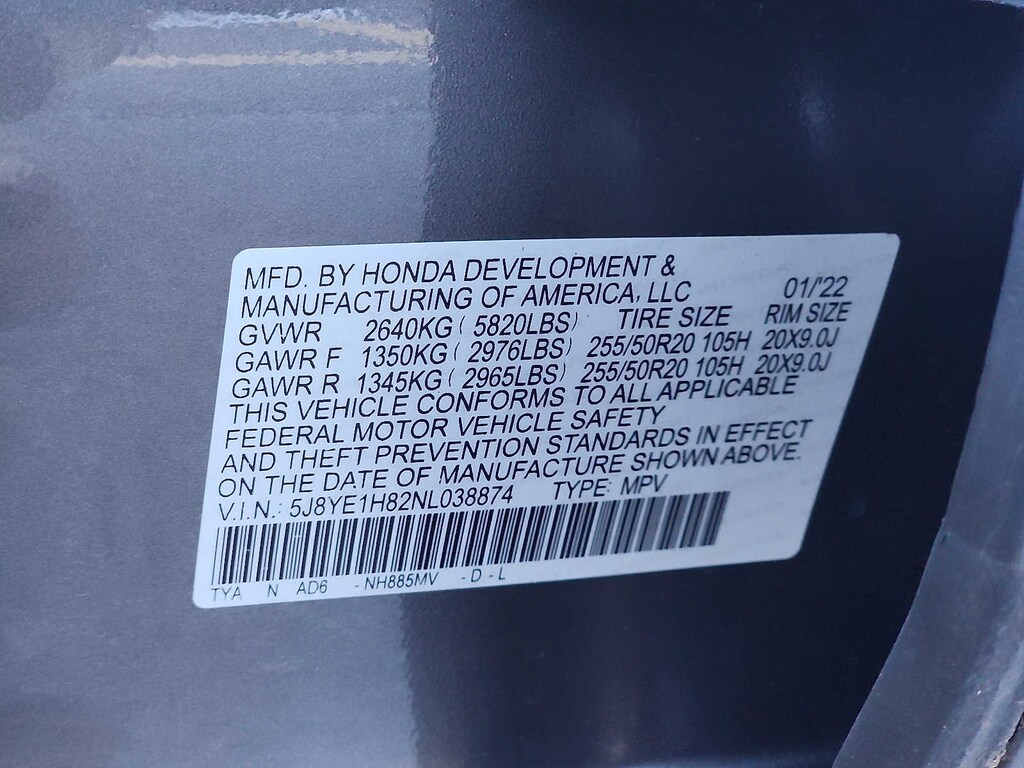 MFD. BY HONDA DEVELOPMENT &
MANUFACTURING OF AMERICA, LLC 01/'22
GVWR 2640KG ( 5820LBS) TIRE SIZE RIM SIZE
GAWR F 1350KG ( 2976LBS) 255/50R20 105H 20X9.0J
GAWR R 1345KG ( 2965LBS) 255/50R20 105H 20X9.0J
THIS VEHICLE CONFORMS TO ALL APPLICABLE
FEDERAL MOTOR VEHICLE SAFETY
AND THEFT PREVENTION STANDARDS IN EFFECT
ON THE DATE OF MANUFACTURE SHOWN ABOVE.
V.I.N.: 5J8YE1H82NL038874 TYPE: MPV
TYA N AD6 - NH885MV - D - L